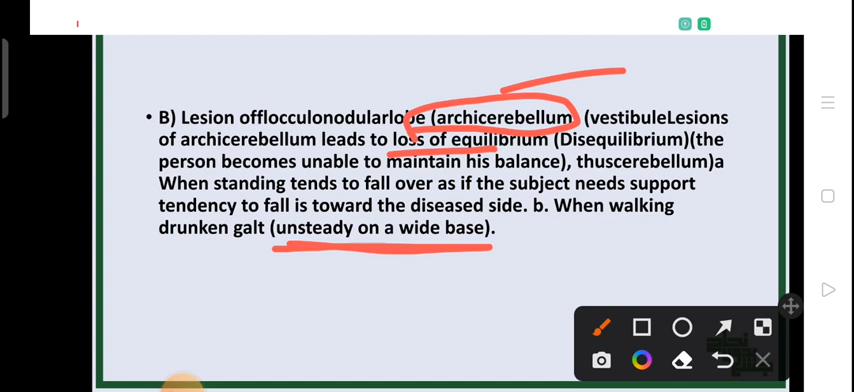 • B) Lesion offlocculonodularlobe (archicerebellum) (vestibuleLesions
of archicerebellum leads to loss of equilibrium (Disequilibrium)(the
person becomes unable to maintain his balance), thuscerebellum)a
When standing tends to fall over as if the subject needs support
tendency to fall is toward the diseased side. b. When walking
drunken galt (unsteady on a wide base).